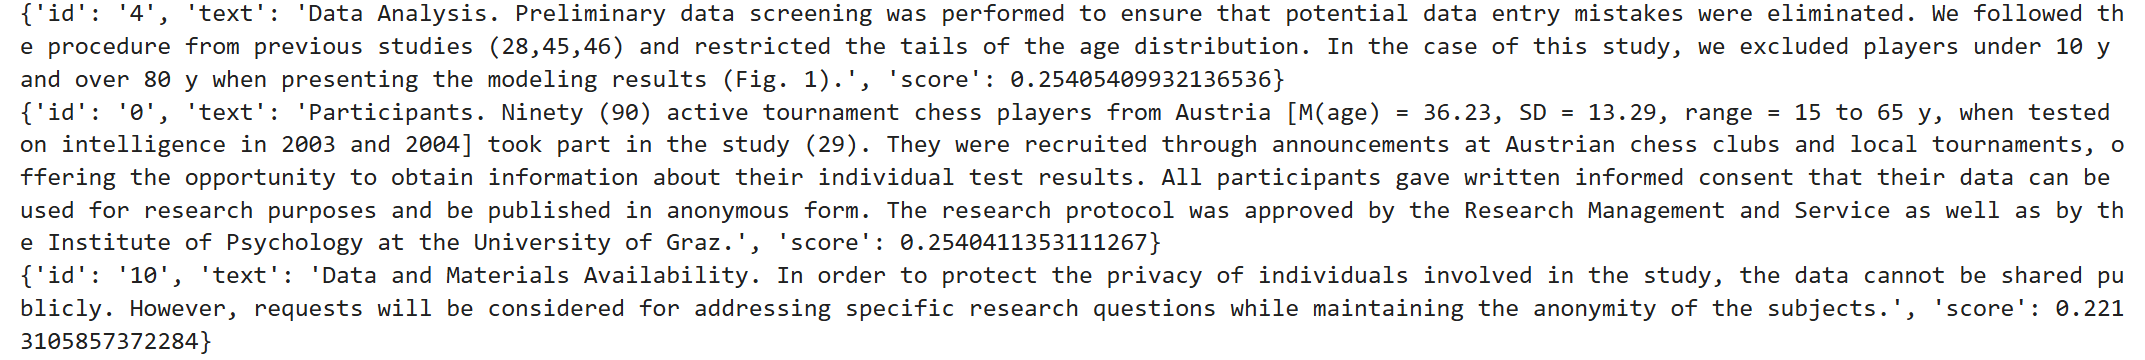 {'id': '4', 'text': 'Data Analysis. Preliminary data screening was performed to ensure that potential data entry mistakes were eliminated. We followed th
e procedure from previous studies (28,45,46) and restricted the tails of the age distribution. In the case of this study, we excluded players under 10 y
and over 80 y when presenting the modeling results (Fig. 1).', 'score': 0.25405409932136536}
{'id': '0', 'text': 'Participants. Ninety (90) active tournament chess players from Austria [M(age) = 36.23, SD = 13.29, range = 15 to 65 y, when tested
on intelligence in 2003 and 2004] took part in the study (29). They were recruited through announcements at Austrian chess clubs and local tournaments, o
ffering the opportunity to obtain information about their individual test results. All participants gave written informed consent that their data can be
used for research purposes and be published in anonymous form. The research protocol was approved by the Research Management and Service as well as by th
e Institute of Psychology at the University of Graz.', 'score': 0.2540411353111267}
{'id': '10', 'text': 'Data and Materials Availability. In order to protect the privacy of individuals involved in the study, the data cannot be shared pu
blicly. However, requests will be considered for addressing specific research questions while maintaining the anonymity of the subjects.', 'score': 0.221
3105857372284}